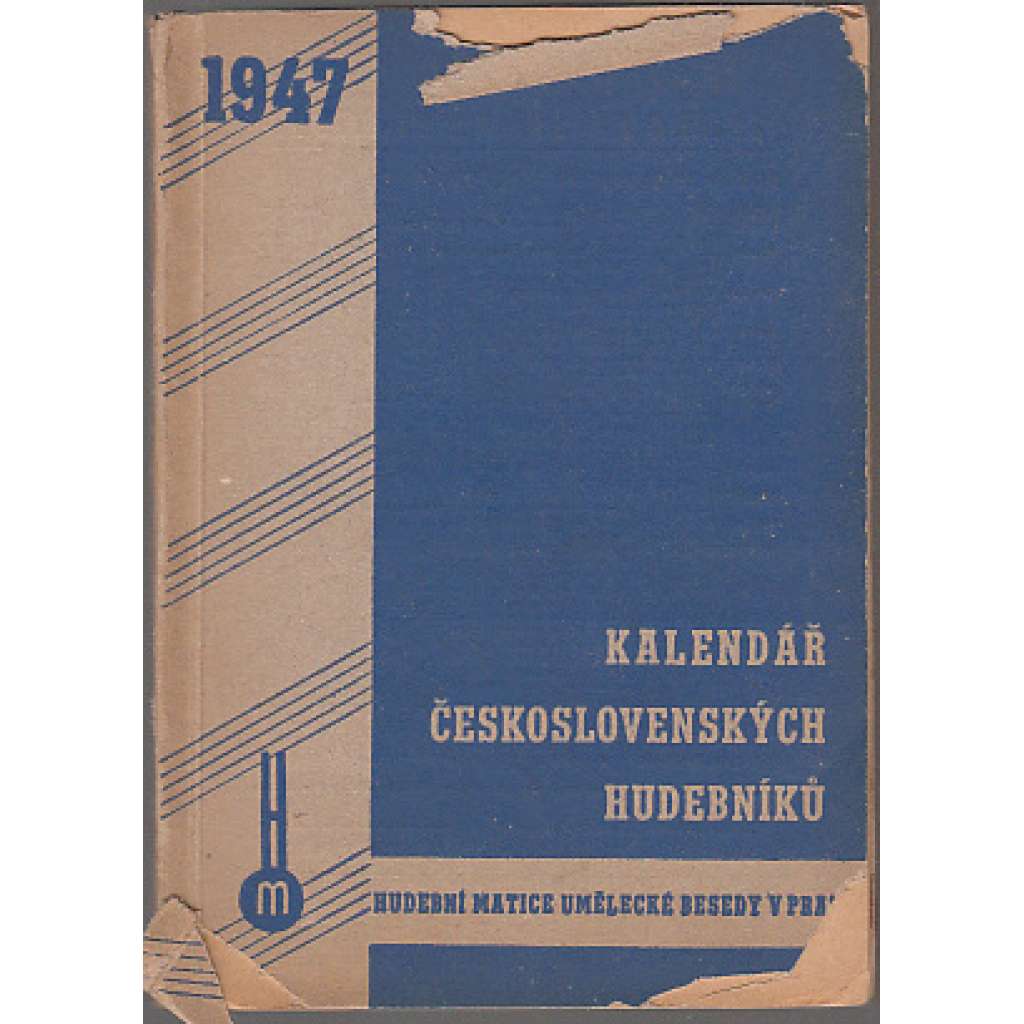 1947
KALENDÁŘ
ČESKOSLOVENSKÝCH
HUDEBNÍKŮ
m
HUDEBNÍ MATICE UMĚLECKÉ BESEDY V